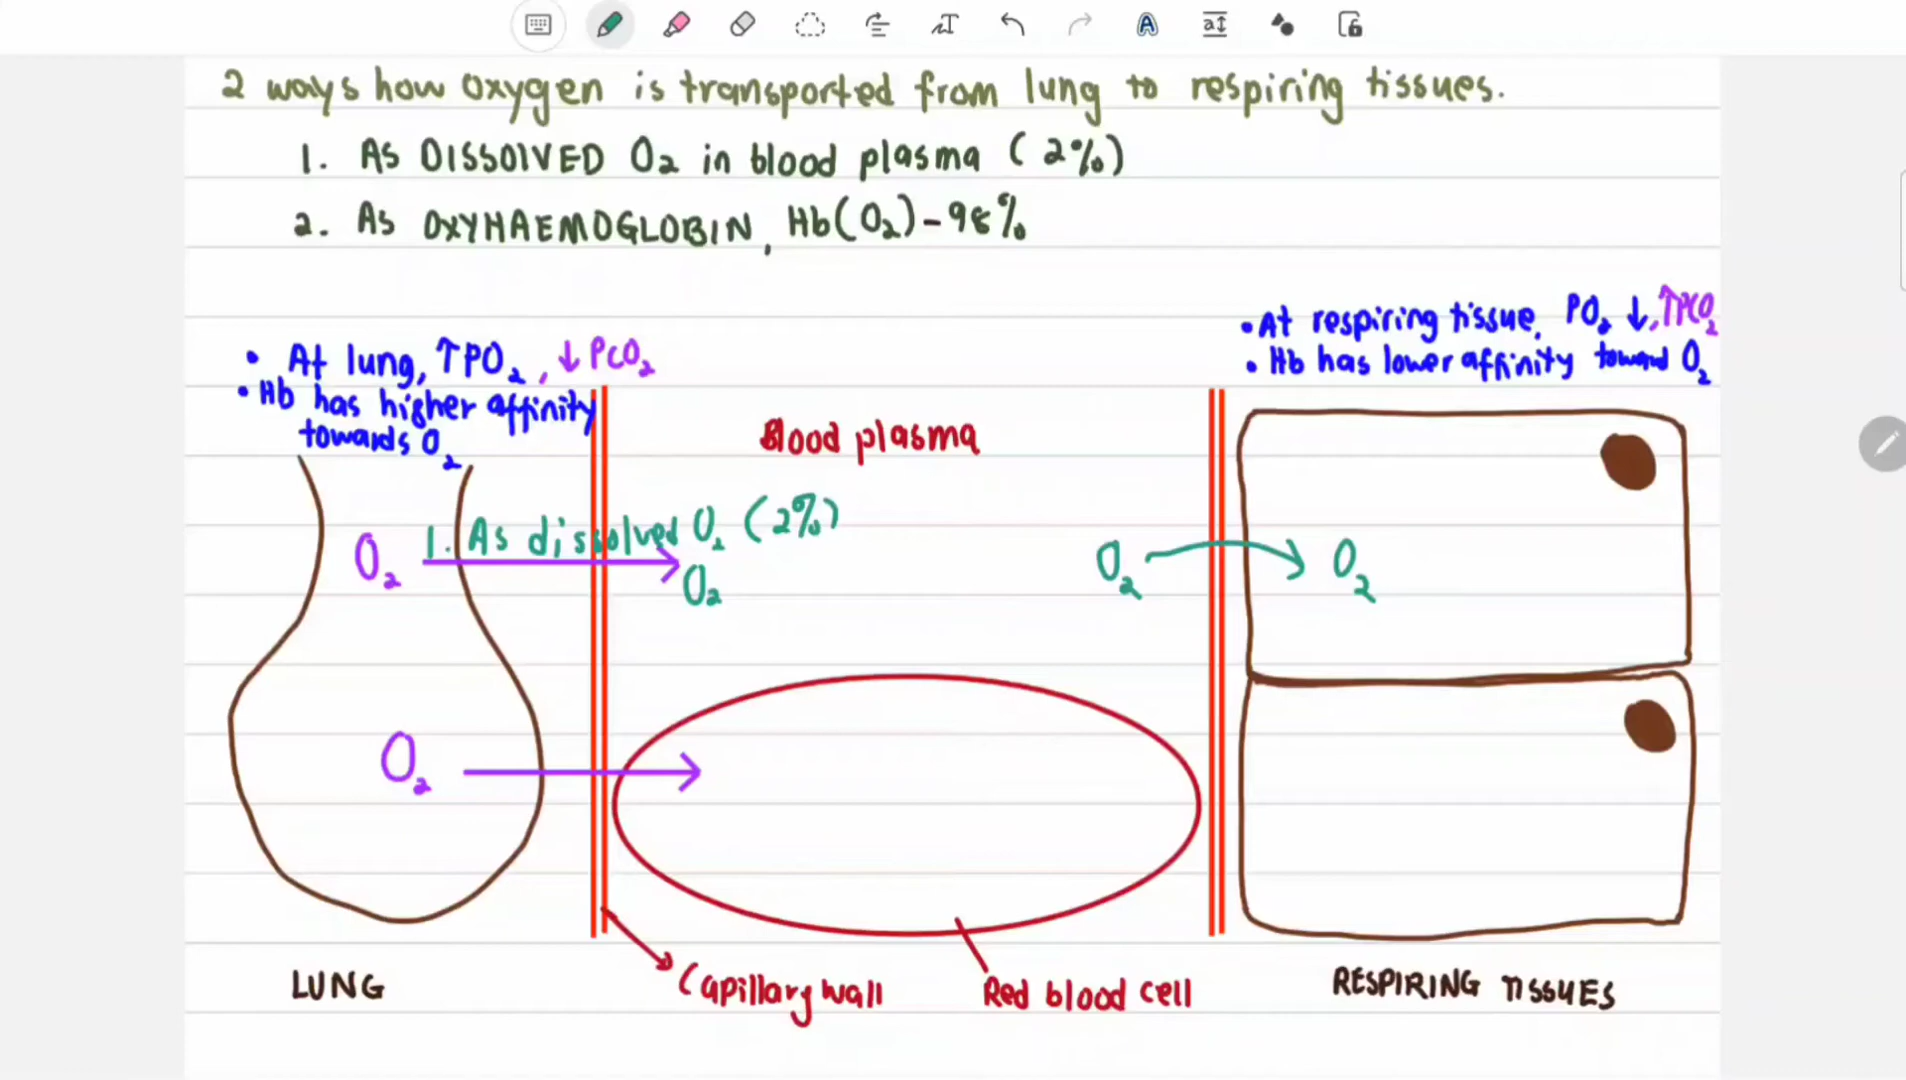 2 ways how oxygen is transported from lung to respiring tissues.
1. As DISSOLVED O₂ in blood plasma (2%)
2. As OXYHAEMOGLOBIN, Hb(O₂)-98%
• At respiring tissue, PO₂ ↓, ↑PCO₂
• Hb has lower affinity toward O₂
• At lung, ↑PO₂, ↓ PCO₂
• Hb has higher affinity
towards O₂
Blood plasma
1. As dissolved O₂ (2%)
O₂
O₂
O₂
O₂
O₂
LUNG
Capillary wall
Red blood cell
RESPIRING TISSUES